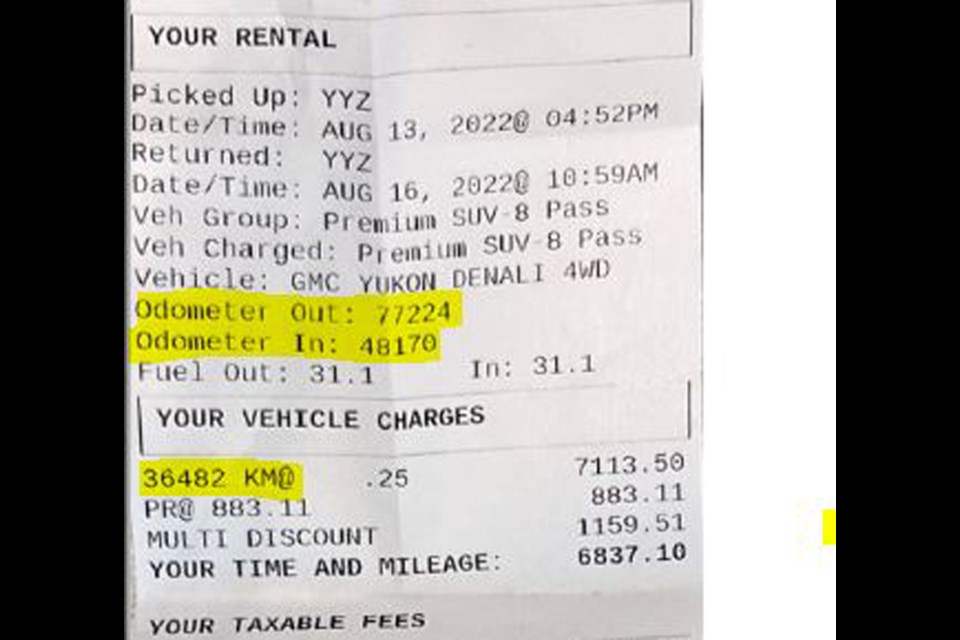 YOUR RENTAL
Picked Up: YYZ
Date/Time: AUG 13, 2022@ 04:52PM
Returned: YYZ
Date/Time: AUG 16, 2022@ 10:59AM
Veh Group: Premium SUV-8 Pass
Veh Charged: Premium SUV-8 Pass
Vehicle: GMC YUKON DENALI 4WD
Odometer Out: 77224
Odometer In: 48170
Fuel Out: 31.1 In: 31.1
YOUR VEHICLE CHARGES
36482 KM@ .25 7113.50
PR@ 883.11 883.11
MULTI DISCOUNT 1159.51
YOUR TIME AND MILEAGE: 6837.10
YOUR TAXABLE FEES